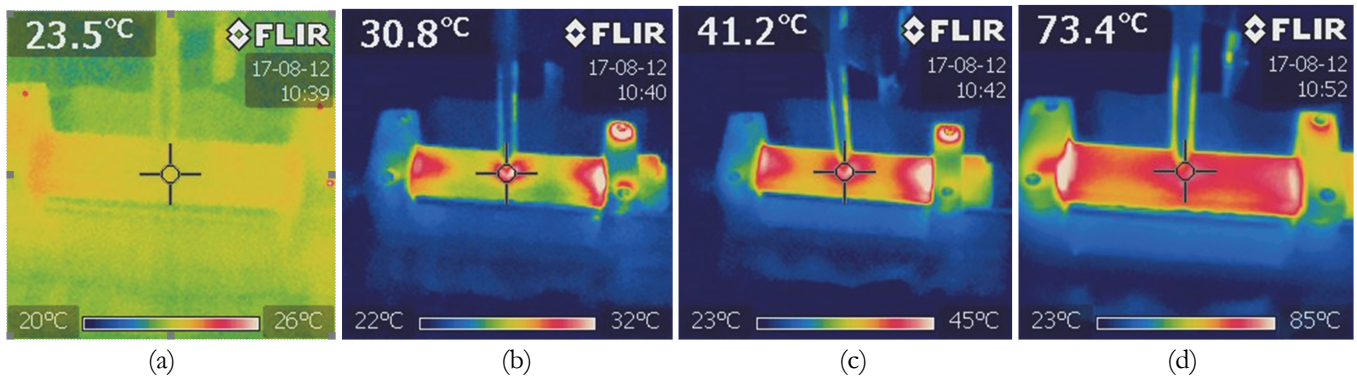 23.5°C
FLIR
17-08-12
10:39
20°C
26°C
(a)
30.8°C
FLIR
17-08-12
10:40
22°C
32°C
(b)
41.2°C
FLIR
17-08-12
10:42
23°C
45°C
(c)
73.4°C
FLIR
17-08-12
10:52
23°C
85°C
(d)